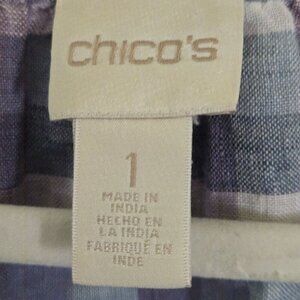 chico's
1
MADE IN
INDIA
HECHO EN
LA INDIA
FABRIQUÉ EN
INDE